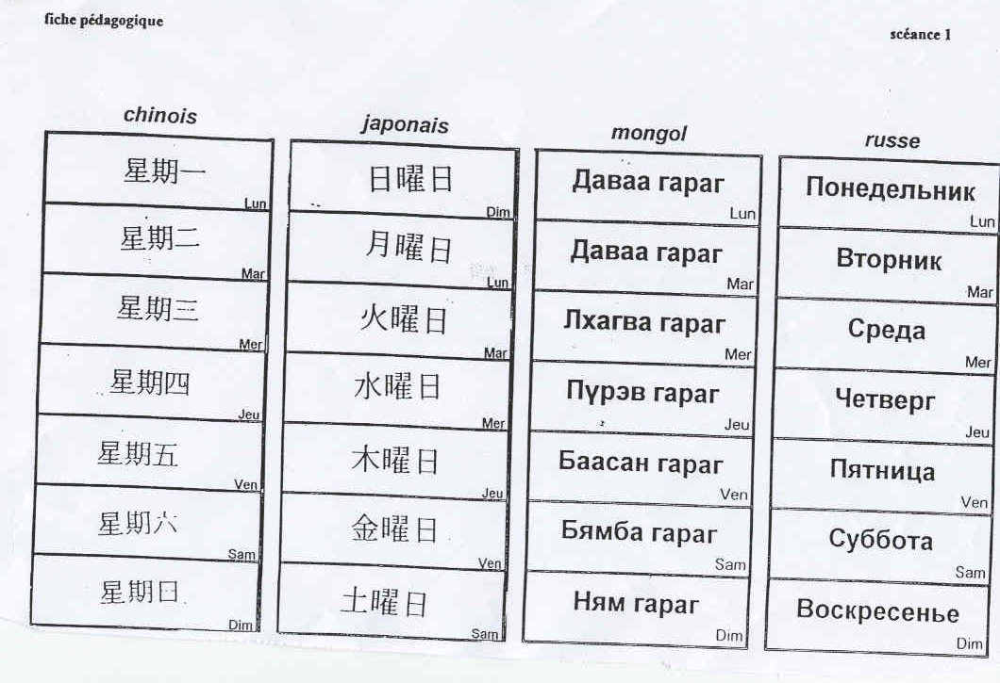 fiche pédagogique
scéance 1
chinois
星期一
Lun
星期二
Mar
星期三
Mer
星期四
Jeu
星期五
Ven
星期六
Sam
星期日
Dim
japonais
日曜日
Dim
月曜日
Lun
火曜日
Mar
水曜日
Mer
木曜日
Jeu
金曜日
Ven
土曜日
Sam
mongol
Даваа гараг
Lun
Даваа гараг
Mar
Лхагва гараг
Mer
Пүрэв гараг
Jeu
Баасан гараг
Ven
Бямба гараг
Sam
Ням гараг
Dim
russe
Понедельник
Lun
Вторник
Mar
Среда
Mer
Четверг
Jeu
Пятница
Ven
Суббота
Sam
Воскресенье
Dim